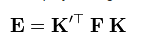 E = K′⊤ F K